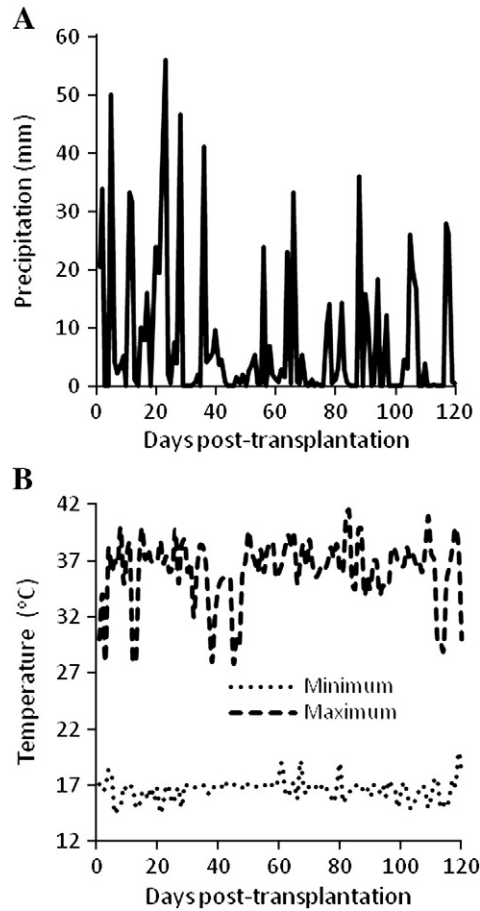 A
Precipitation (mm)
60
50
40
30
20
10
0
0 20 40 60 80 100 120
Days post-transplantation
B
Temperature (°C)
42
37
32
27
22
17
12
Minimum
Maximum
0 20 40 60 80 100 120
Days post-transplantation